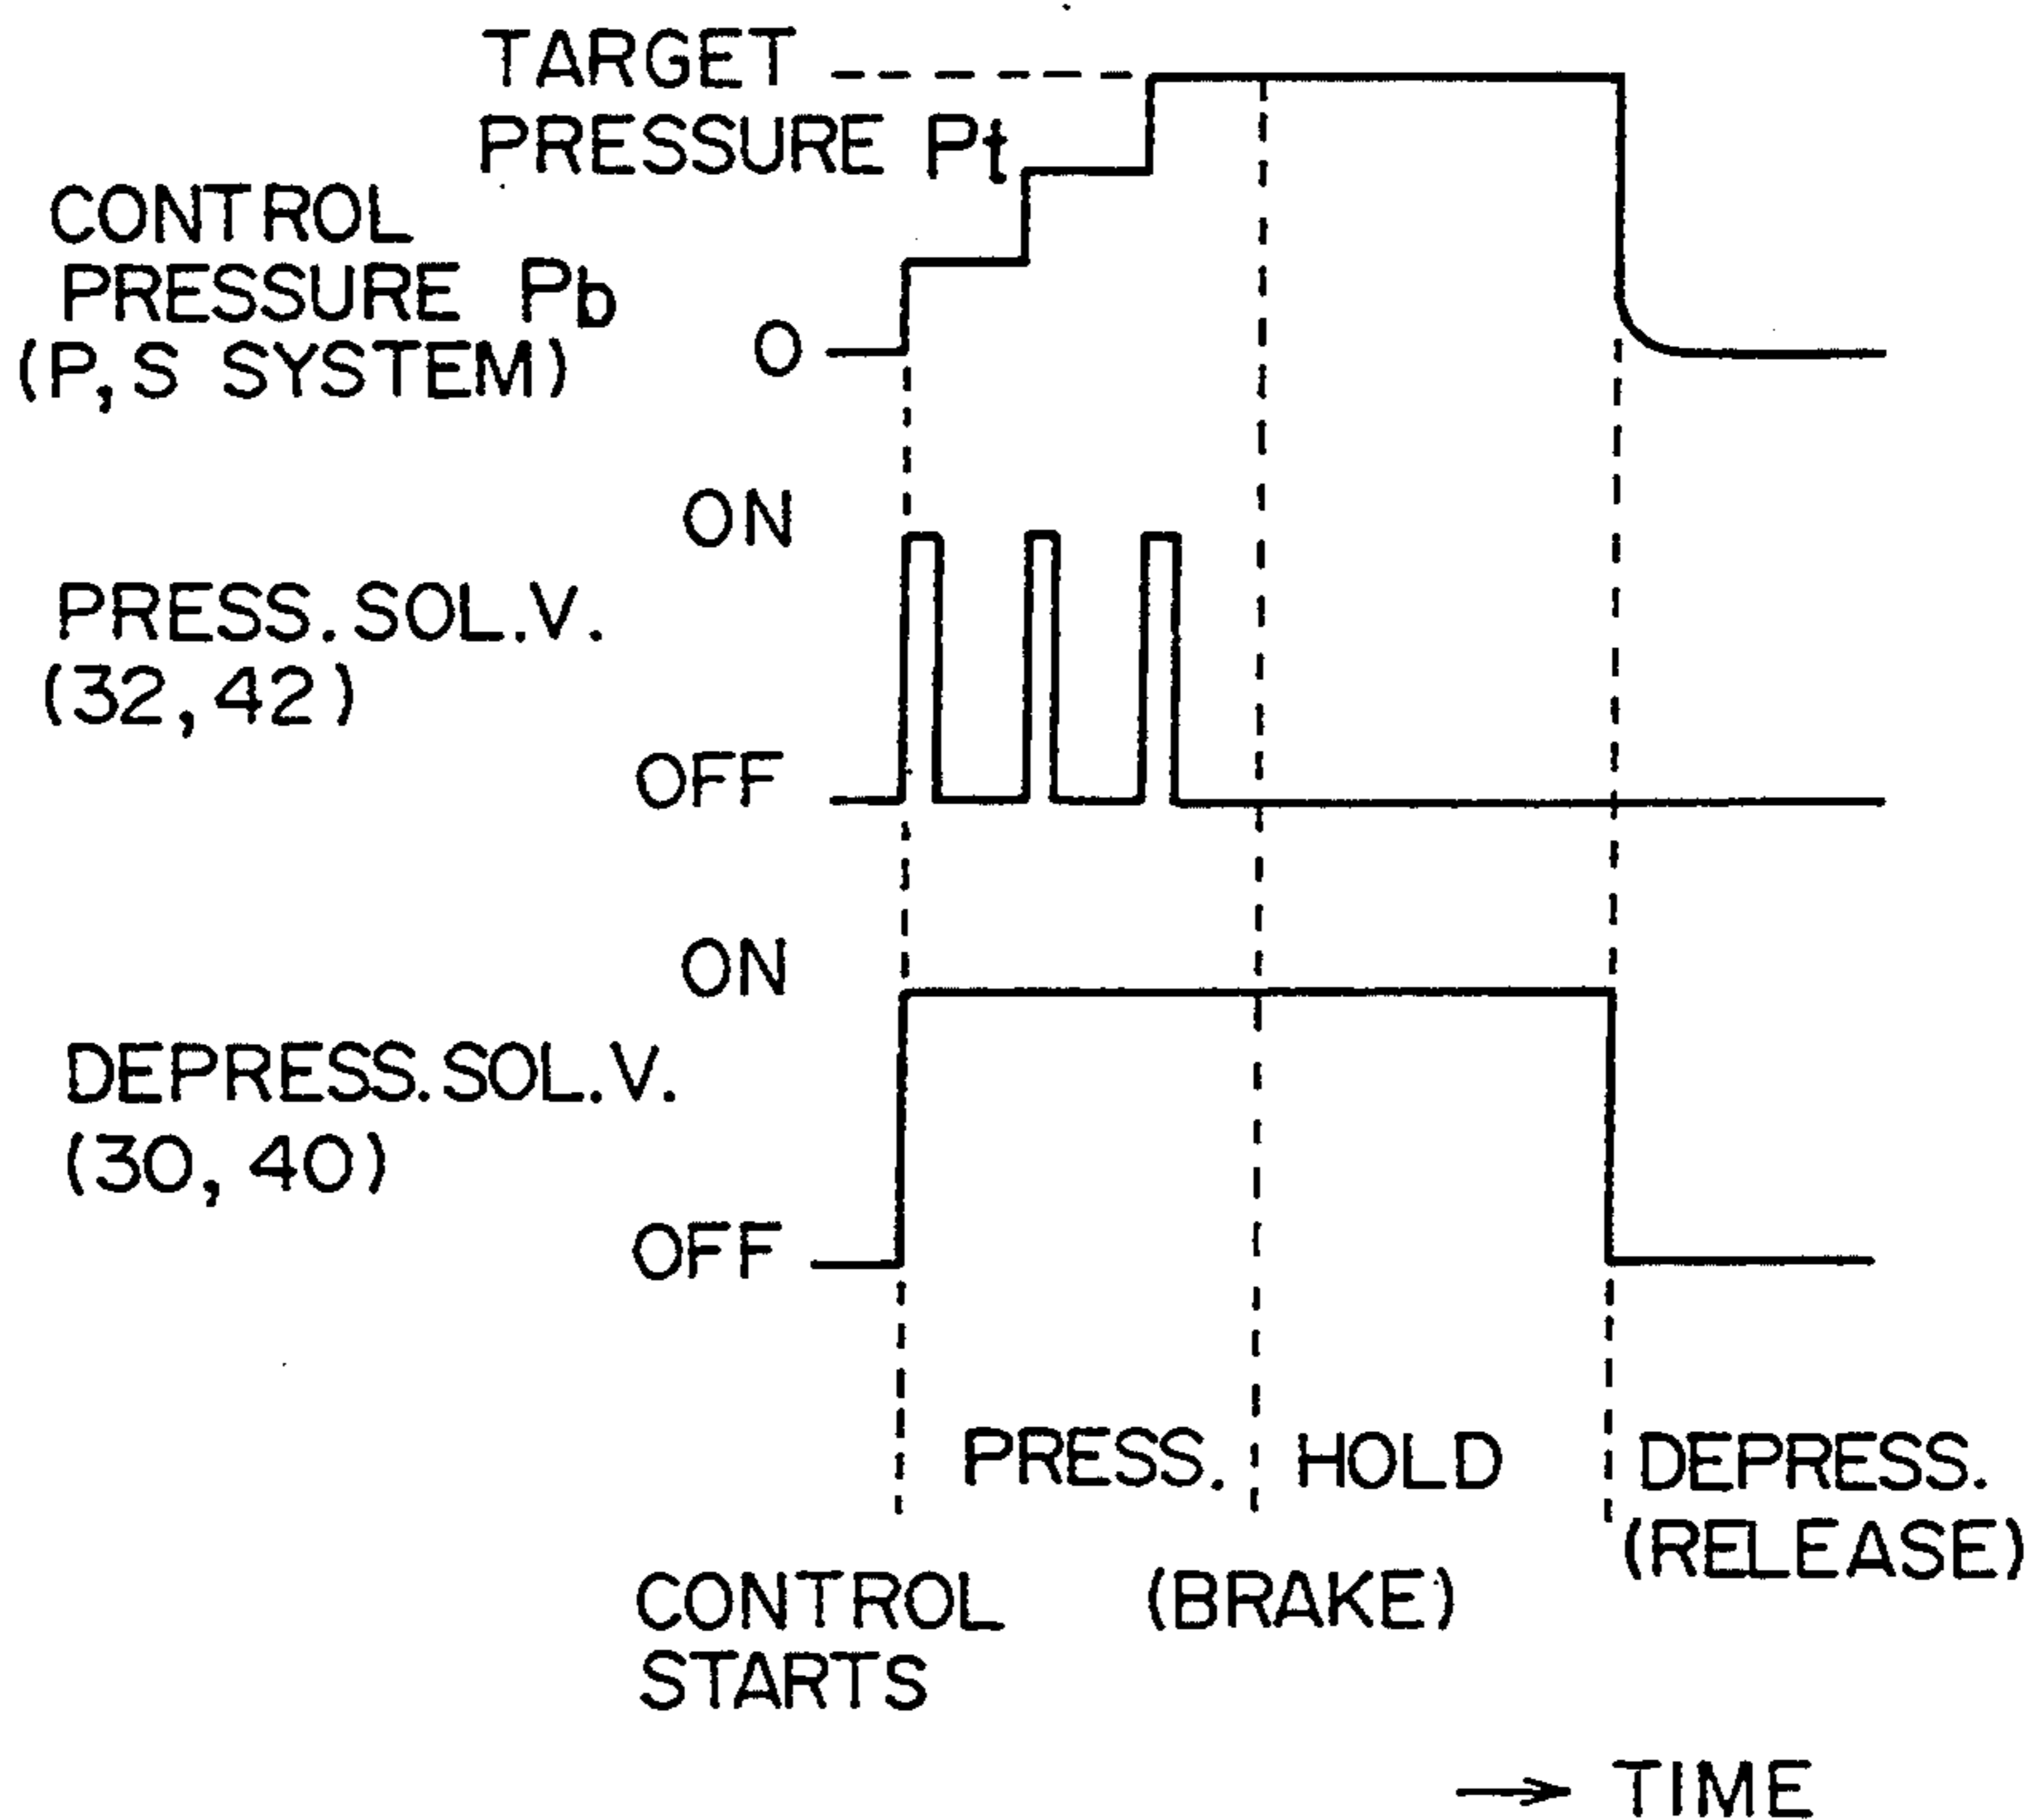 TARGET
PRESSURE Pt
CONTROL
PRESSURE Pb
(P,S SYSTEM)
O
ON
PRESS.SOL.V.
(32,42)
OFF
ON
DEPRESS.SOL.V.
(30,40)
OFF
PRESS.
HOLD
DEPRESS.
(RELEASE)
CONTROL
STARTS
(BRAKE)
→ TIME